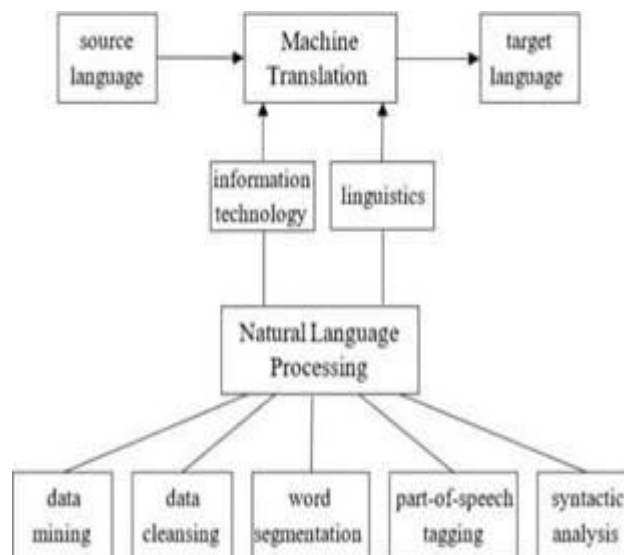 source
language
Machine
Translation
target
language
information
technology
linguistics
Natural Language
Processing
data
mining
data
cleansing
word
segmentation
part-of-speech
tagging
syntactic
analysis